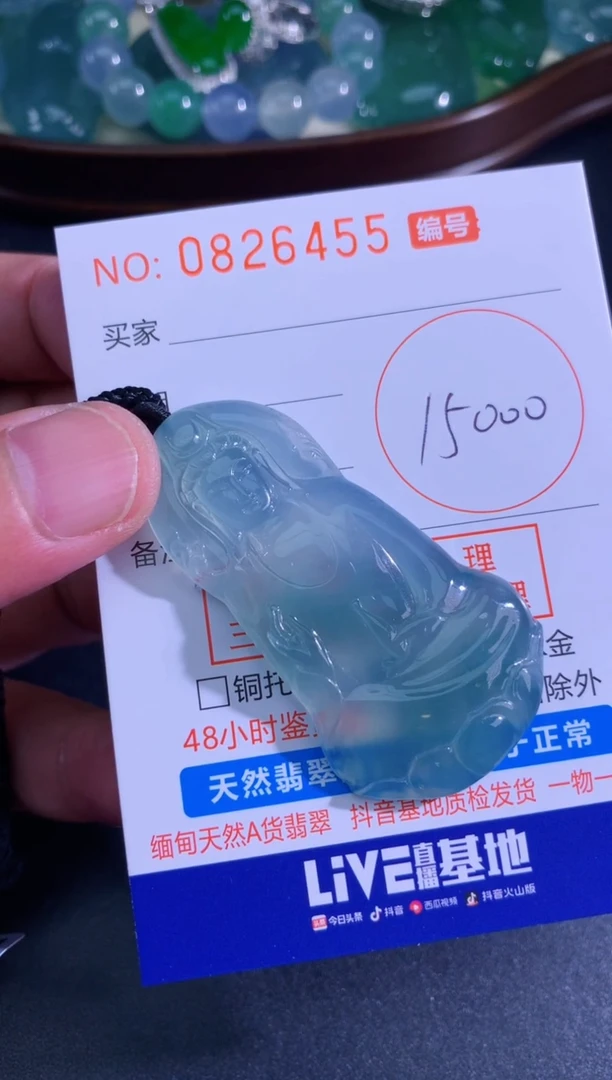 NO: 0826455 编号
买家
15000
备注
理
三
金
铜托
除外
48小时鉴
天然翡翠
正常
缅甸天然A货翡翠 抖音基地质检发货 一物一
LiVE直播基地
今日头条 抖音 西瓜视频 抖音火山版